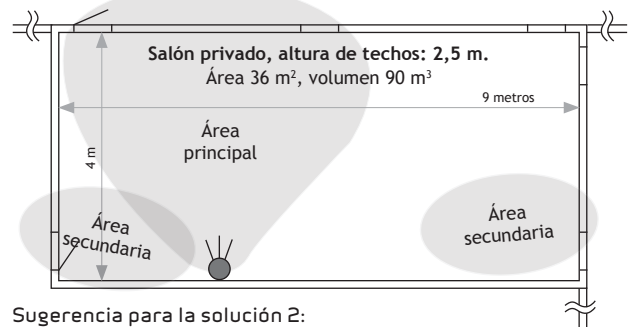 Salón privado, altura de techos: 2,5 m.
Área 36 m², volumen 90 m³
9 metros
Área
principal
4 m
Área
secundaria
Área
secundaria
Sugerencia para la solución 2: